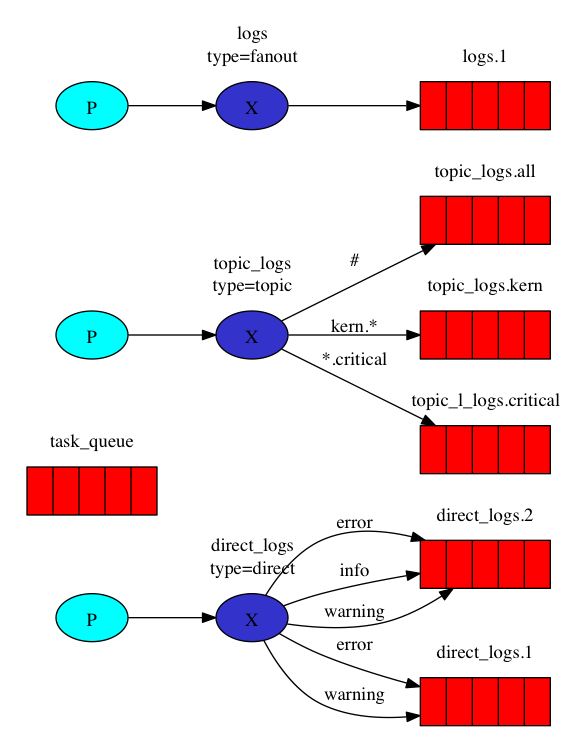 logs
type=fanout
logs.1
P
X
topic_logs.all
topic_logs
type=topic
#
topic_logs.kern
P
X
kern.*
*.critical
topic_l_logs.critical
task_queue
direct_logs.2
error
direct_logs
type=direct
info
P
X
warning
error
direct_logs.1
warning